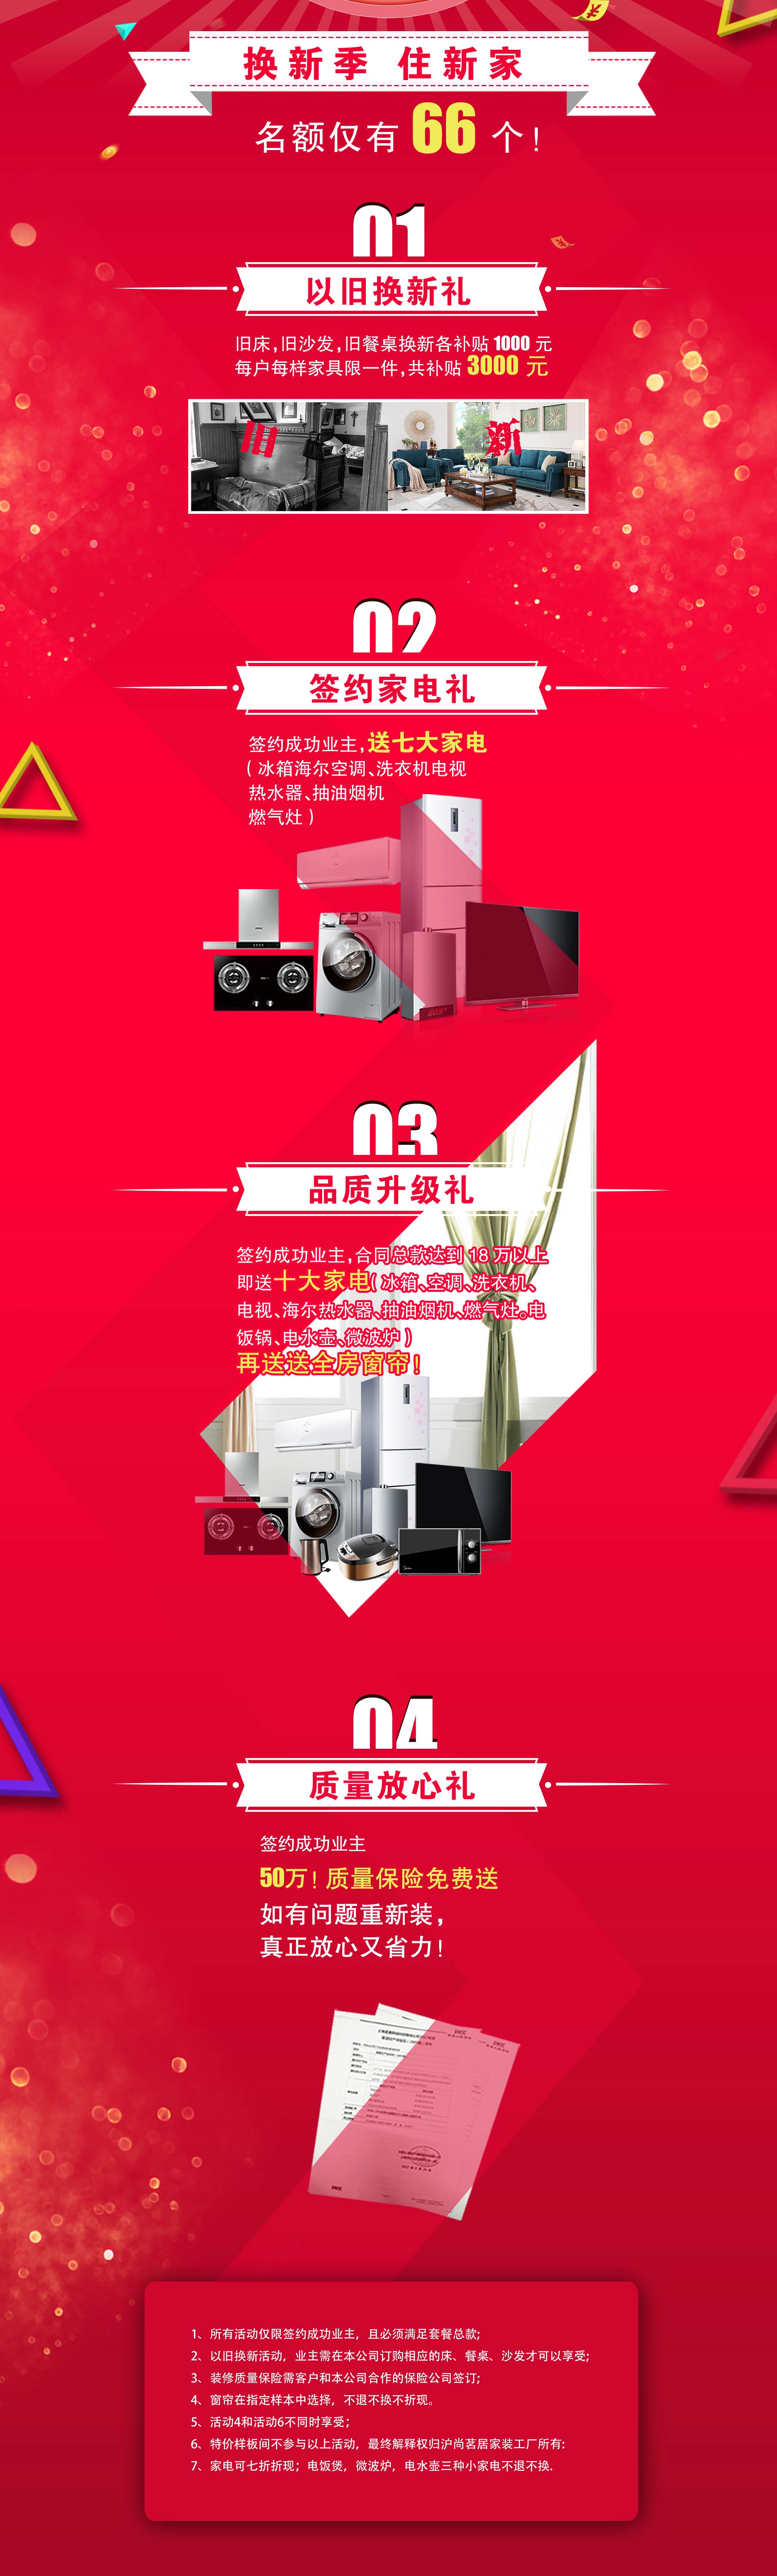 换新季 住新家
名额仅有 66 个！
01
以旧换新礼
旧床，旧沙发，旧餐桌换新各补贴 1000 元
每户每样家具限一件，共补贴 3000 元
旧
新
02
签约家电礼
签约成功业主，送七大家电
（冰箱海尔空调、洗衣机电视
热水器、抽油烟机
燃气灶）
03
品质升级礼
签约成功业主，合同总款达到 18 万以上
即送十大家电（冰箱、空调、洗衣机、
电视、海尔热水器、抽油烟机、燃气灶。电
饭锅、电水壶、微波炉）
再送送全房窗帘！
04
质量放心礼
签约成功业主
50万！质量保险免费送
如有问题重新装，
真正放心又省力！
1、所有活动仅限签约成功业主，且必须满足套餐总款;
2、以旧换新活动，业主需在本公司订购相应的床、餐桌、沙发才可以享受;
3、装修质量保险需客户和本公司合作的保险公司签订;
4、窗帘在指定样本中选择，不退不换不折现。
5、活动4和活动6不同时享受；
6、特价样板间不参与以上活动，最终解释权归沪尚茗居家装工厂所有:
7、家电可七折折现；电饭煲，微波炉，电水壶三种小家电不退不换.